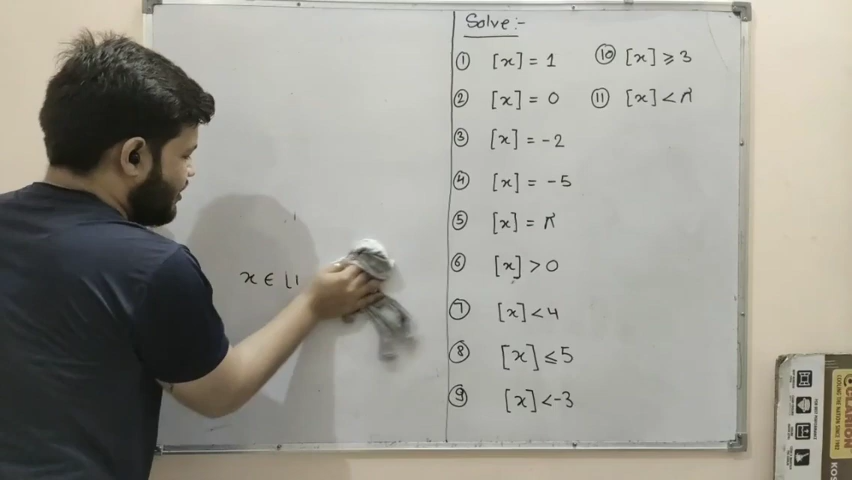 Solve:-
① [x] = 1
② [x] = 0
③ [x] = -2
④ [x] = -5
⑤ [x] = π
⑥ [x] > 0
⑦ [x] < 4
⑧ [x] ≤ 5
⑨ [x] < -3
⑩ [x] ≥ 3
⑪ [x] < π
x ∈ [1
CLARION